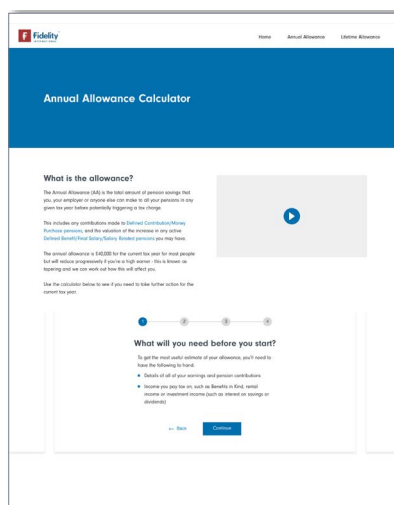 Fidelity
INTERNATIONAL
Home Annual Allowance Lifetime Allowance
Annual Allowance Calculator
What is the allowance?
The Annual Allowance (AA) is the total amount of pension savings that
you, your employer or anyone else can make to all your pensions in any
given tax year before potentially triggering a tax charge.
This includes any contributions made to Defined Contribution/Money
Purchase pensions, and the valuation of the increase in any active
Defined Benefit/Final Salary/Salary Related pensions you may have.
The annual allowance is £40,000 for the current tax year for most people
but will reduce progressively if you're a high earner - this is known as
tapering and we can work out how this will affect you.
Use the calculator below to see if you need to take further action for the
current tax year.
1 2 3 4
What will you need before you start?
To get the most useful estimate of your allowance, you'll need to
have the following to hand:
Details of all of your earnings and pension contributions
Income you pay tax on, such as Benefits in Kind, rental
income or investment income (such as interest on savings or
dividends)
← Back Continue